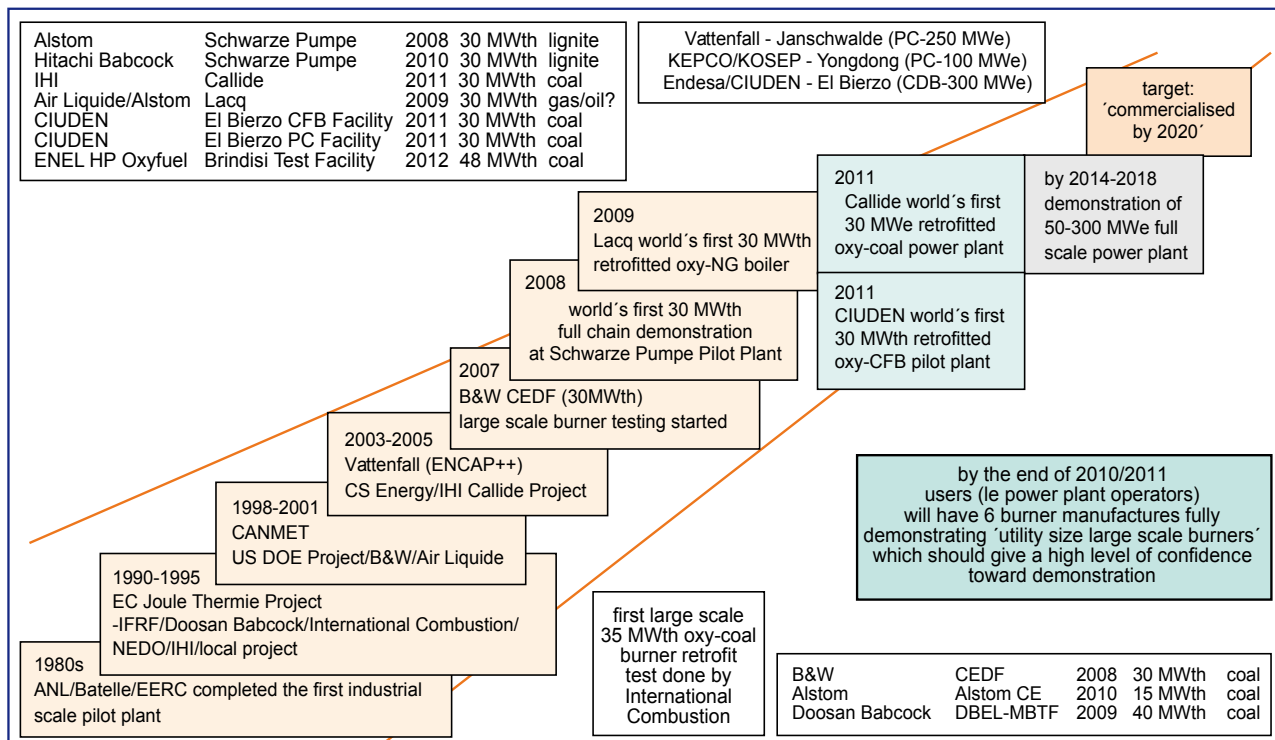 Alstom Schwarze Pumpe 2008 30 MWth lignite
Hitachi Babcock Schwarze Pumpe 2010 30 MWth lignite
IHI Callide 2011 30 MWth coal
Air Liquide/Alstom Lacq 2009 30 MWth gas/oil?
CIUDEN El Bierzo CFB Facility 2011 30 MWth coal
CIUDEN El Bierzo PC Facility 2011 30 MWth coal
ENEL HP Oxyfuel Brindisi Test Facility 2012 48 MWth coal
Vattenfall - Janschwalde (PC-250 MWe)
KEPCO/KOSEP - Yongdong (PC-100 MWe)
Endesa/CIUDEN - El Bierzo (CDB-300 MWe)
target:
´commercialised
by 2020´
2011
Callide world´s first
30 MWe retrofitted
oxy-coal power plant
by 2014-2018
demonstration of
50-300 MWe full
scale power plant
2009
Lacq world´s first 30 MWth
retrofitted oxy-NG boiler
2008
world´s first 30 MWth
full chain demonstration
at Schwarze Pumpe Pilot Plant
2011
CIUDEN world´s first
30 MWth retrofitted
oxy-CFB pilot plant
2007
B&W CEDF (30MWth)
large scale burner testing started
2003-2005
Vattenfall (ENCAP++)
CS Energy/IHI Callide Project
1998-2001
CANMET
US DOE Project/B&W/Air Liquide
1990-1995
EC Joule Thermie Project
-IFRF/Doosan Babcock/International Combustion/
NEDO/IHI/local project
1980s
ANL/Batelle/EERC completed the first industrial
scale pilot plant
by the end of 2010/2011
users (le power plant operators)
will have 6 burner manufactures fully
demonstrating ´utility size large scale burners´
which should give a high level of confidence
toward demonstration
first large scale
35 MWth oxy-coal
burner retrofit
test done by
International
Combustion
B&W CEDF 2008 30 MWth coal
Alstom Alstom CE 2010 15 MWth coal
Doosan Babcock DBEL-MBTF 2009 40 MWth coal